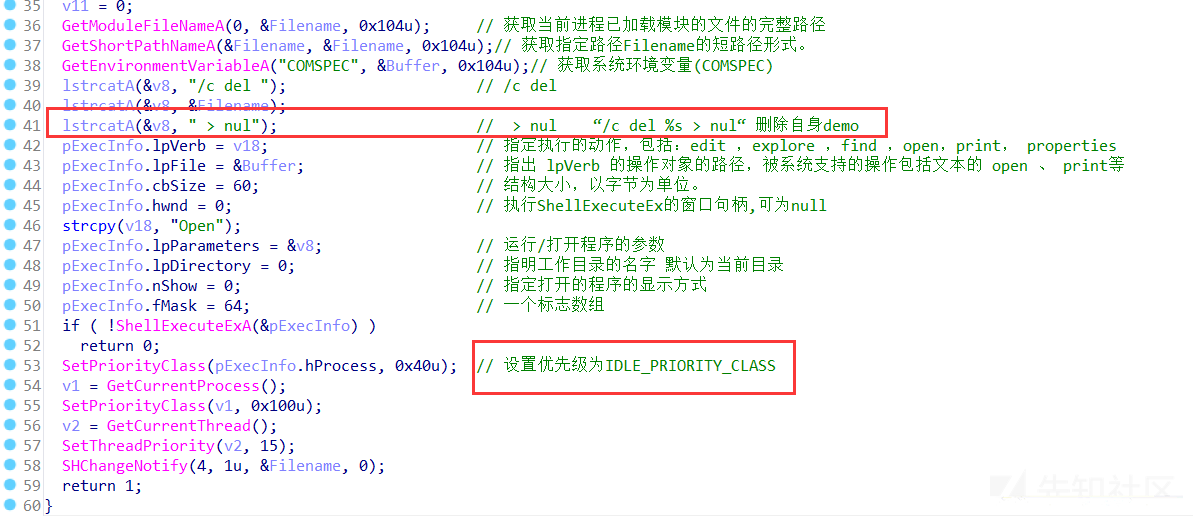 35 v11 = 0;
36 GetModuleFileNameA(0, &Filename, 0x104u); // 获取当前进程已加载模块的文件的完整路径
37 GetShortPathNameA(&Filename, &Filename, 0x104u);// 获取指定路径Filename的短路径形式。
38 GetEnvironmentVariableA("COMSPEC", &Buffer, 0x104u);// 获取系统环境变量(COMSPEC)
39 lstrcatA(&v8, "/c del "); // /c del
40 lstrcatA(&v8, &Filename);
41 lstrcatA(&v8, " > nul"); // > nul “/c del %s > nul“ 删除自身demo
42 pExecInfo.lpVerb = v18; // 指定执行的动作，包括：edit ，explore ，find ，open，print， properties
43 pExecInfo.lpFile = &Buffer; // 指出 lpVerb 的操作对象的路径，被系统支持的操作包括文本的 open 、 print等
44 pExecInfo.cbSize = 60; // 结构大小，以字节为单位。
45 pExecInfo.hwnd = 0; // 执行ShellExecuteEx的窗口句柄,可为null
46 strcpy(v18, "Open");
47 pExecInfo.lpParameters = &v8; // 运行/打开程序的参数
48 pExecInfo.lpDirectory = 0; // 指明工作目录的名字 默认为当前目录
49 pExecInfo.nShow = 0; // 指定打开的程序的显示方式
50 pExecInfo.fMask = 64; // 一个标志数组
51 if ( !ShellExecuteExA(&pExecInfo) )
52 return 0;
53 SetPriorityClass(pExecInfo.hProcess, 0x40u); // 设置优先级为IDLE_PRIORITY_CLASS
54 v1 = GetCurrentProcess();
55 SetPriorityClass(v1, 0x100u);
56 v2 = GetCurrentThread();
57 SetThreadPriority(v2, 15);
58 SHChangeNotify(4, 1u, &Filename, 0);
59 return 1;
60 }
先知社区